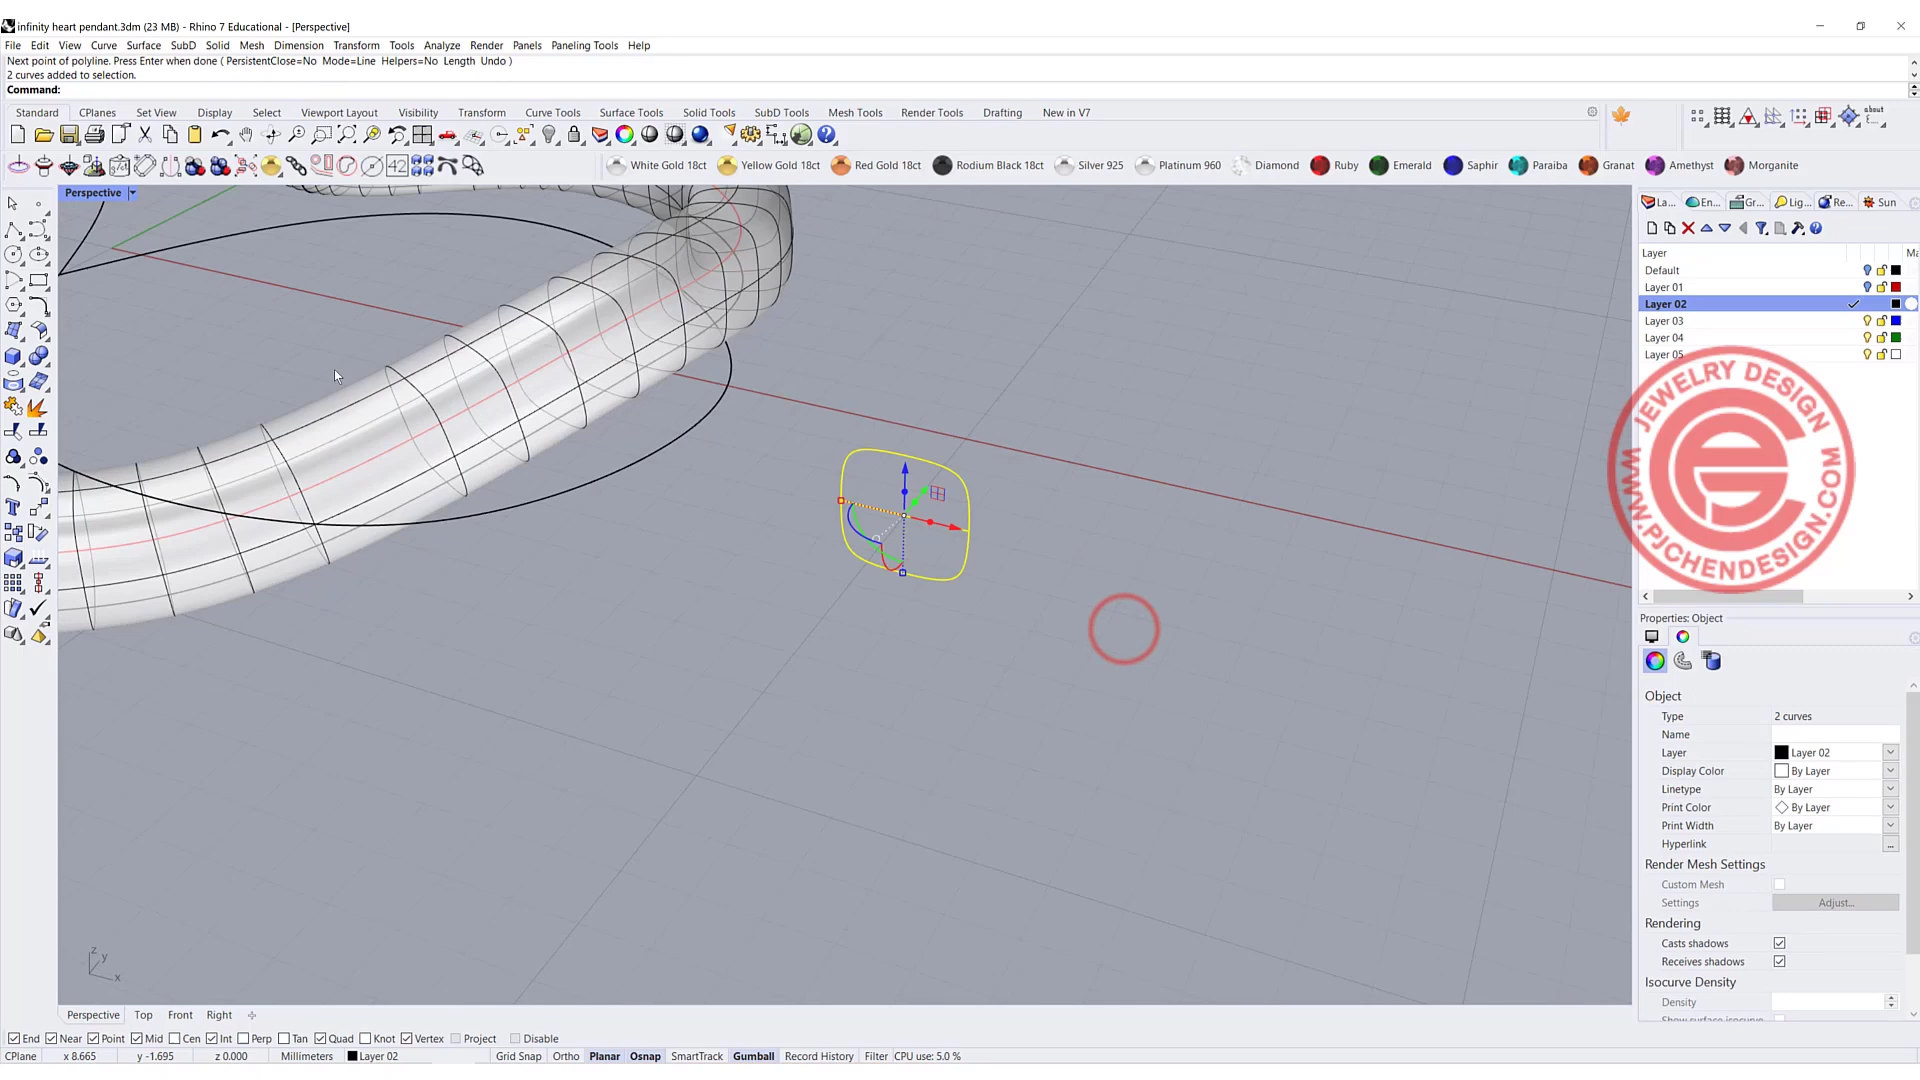 infinity heart pendant.3dm (23 MB) - Rhino 7 Educational - [Perspective]
File Edit View Curve Surface SubD Solid Mesh Dimension Transform Tools Analyze Render Panels Paneling Tools Help
Next point of polyline. Press Enter when done ( PersistentClose=No Mode=Line Helpers=No Length Undo )
2 curves added to selection.
Command:
Standard CPlanes Set View Display Select Viewport Layout Visibility Transform Curve Tools Surface Tools Solid Tools SubD Tools Mesh Tools Render Tools Drafting New in V7
about
42 White Gold 18ct Yellow Gold 18ct Red Gold 18ct Rodium Black 18ct Silver 925 Platinum 960 Diamond Ruby Emerald Saphir Paraiba Granat Amethyst Morganite
Perspective
La... En... Gr... Lig... Re... Sun
Layer Ma
Default
Layer 01
Layer 02
Layer 03
Layer 04
Layer 05
JEWELRY DESIGN
WWW.PJCHENDESIGN.COM
Properties: Object
Object
Type 2 curves
Name
Layer Layer 02
Display Color By Layer
Linetype By Layer
Print Color By Layer
Print Width By Layer
Hyperlink ...
Render Mesh Settings
Custom Mesh
Settings Adjust...
Rendering
Casts shadows
Receives shadows
Isocurve Density
Density
z
y
x
Perspective Top Front Right
End Near Point Mid Cen Int Perp Tan Quad Knot Vertex Project Disable
CPlane x 8.665 y -1.695 z 0.000 Millimeters Layer 02 Grid Snap Ortho Planar Osnap SmartTrack Gumball Record History Filter CPU use: 5.0 %